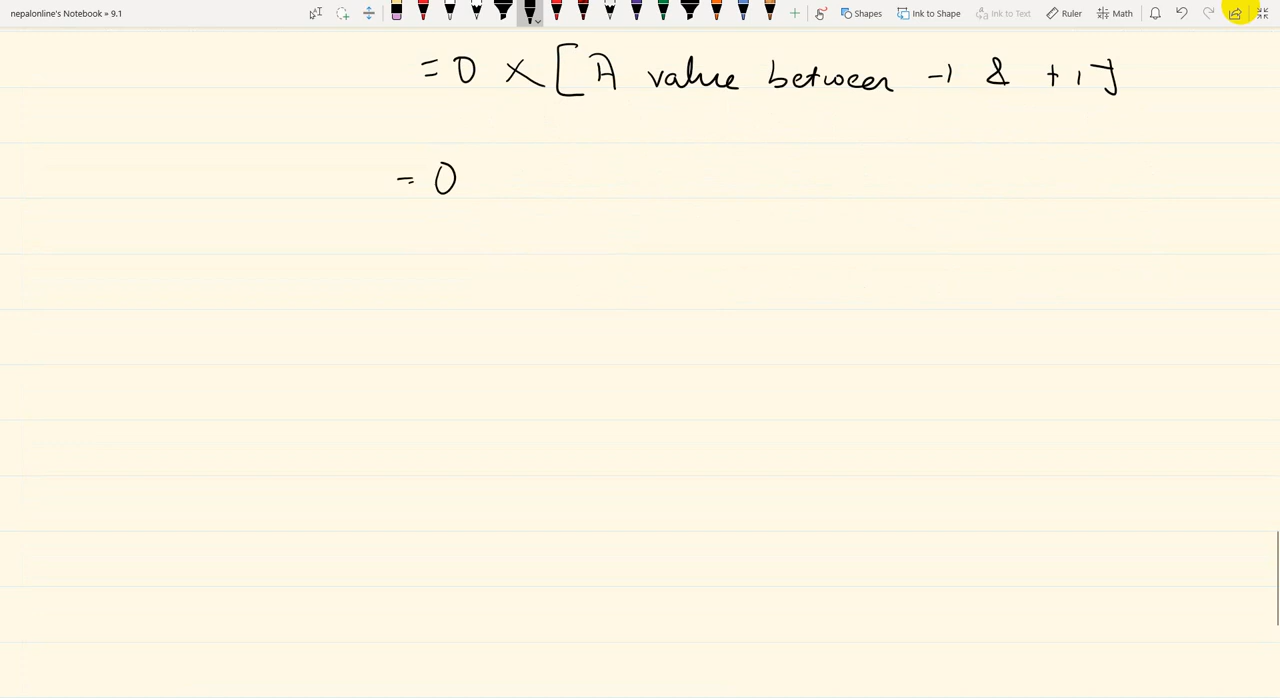 nepalonline's Notebook » 9.1
Shapes Ink to Shape Ink to Text Ruler Math
= 0 × [A value between -1 & +1]
= 0